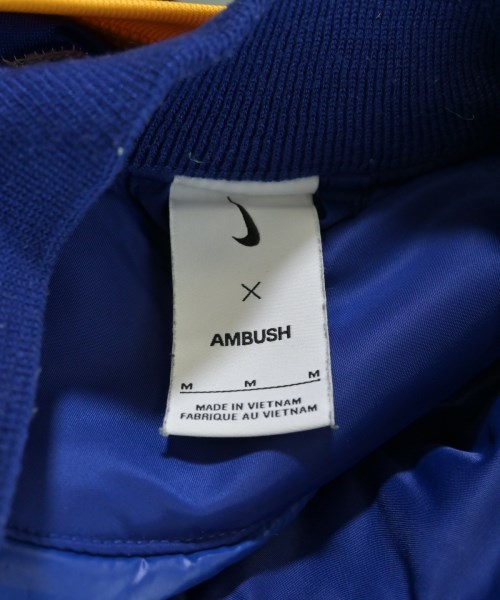 ×
AMBUSH
M M M
MADE IN VIETNAM
FABRIQUE AU VIETNAM